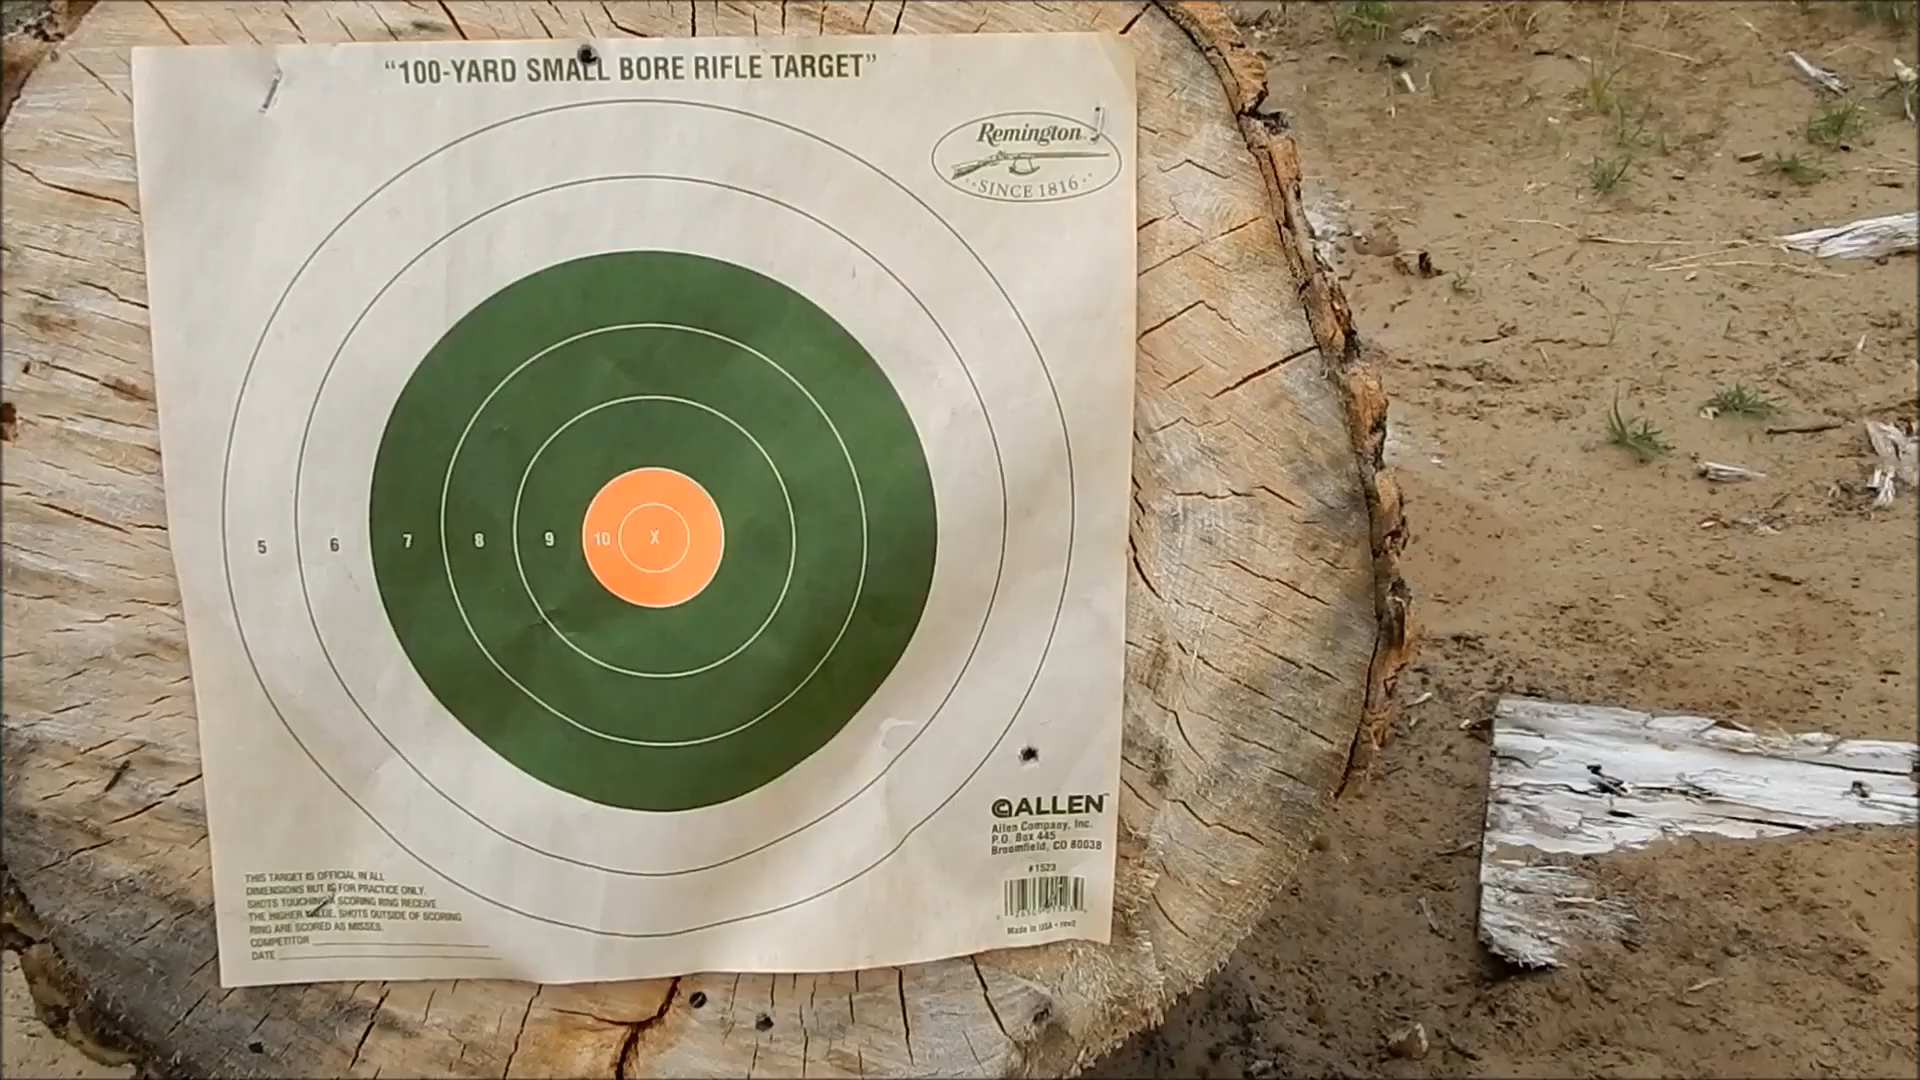 "100-YARD SMALL BORE RIFLE TARGET"
Remington
SINCE 1816
5 6 7 8 9 10 X
ALLEN
Allen Company, Inc.
P.O. Box 445
Broomfield, CO 80038
#1523
Made in USA • rev2
THIS TARGET IS OFFICIAL IN ALL
DIMENSIONS BUT IS FOR PRACTICE ONLY.
SHOTS TOUCHING A SCORING RING RECEIVE
THE HIGHER VALUE. SHOTS OUTSIDE OF SCORING
RING ARE SCORED AS MISSES.
COMPETITOR
DATE